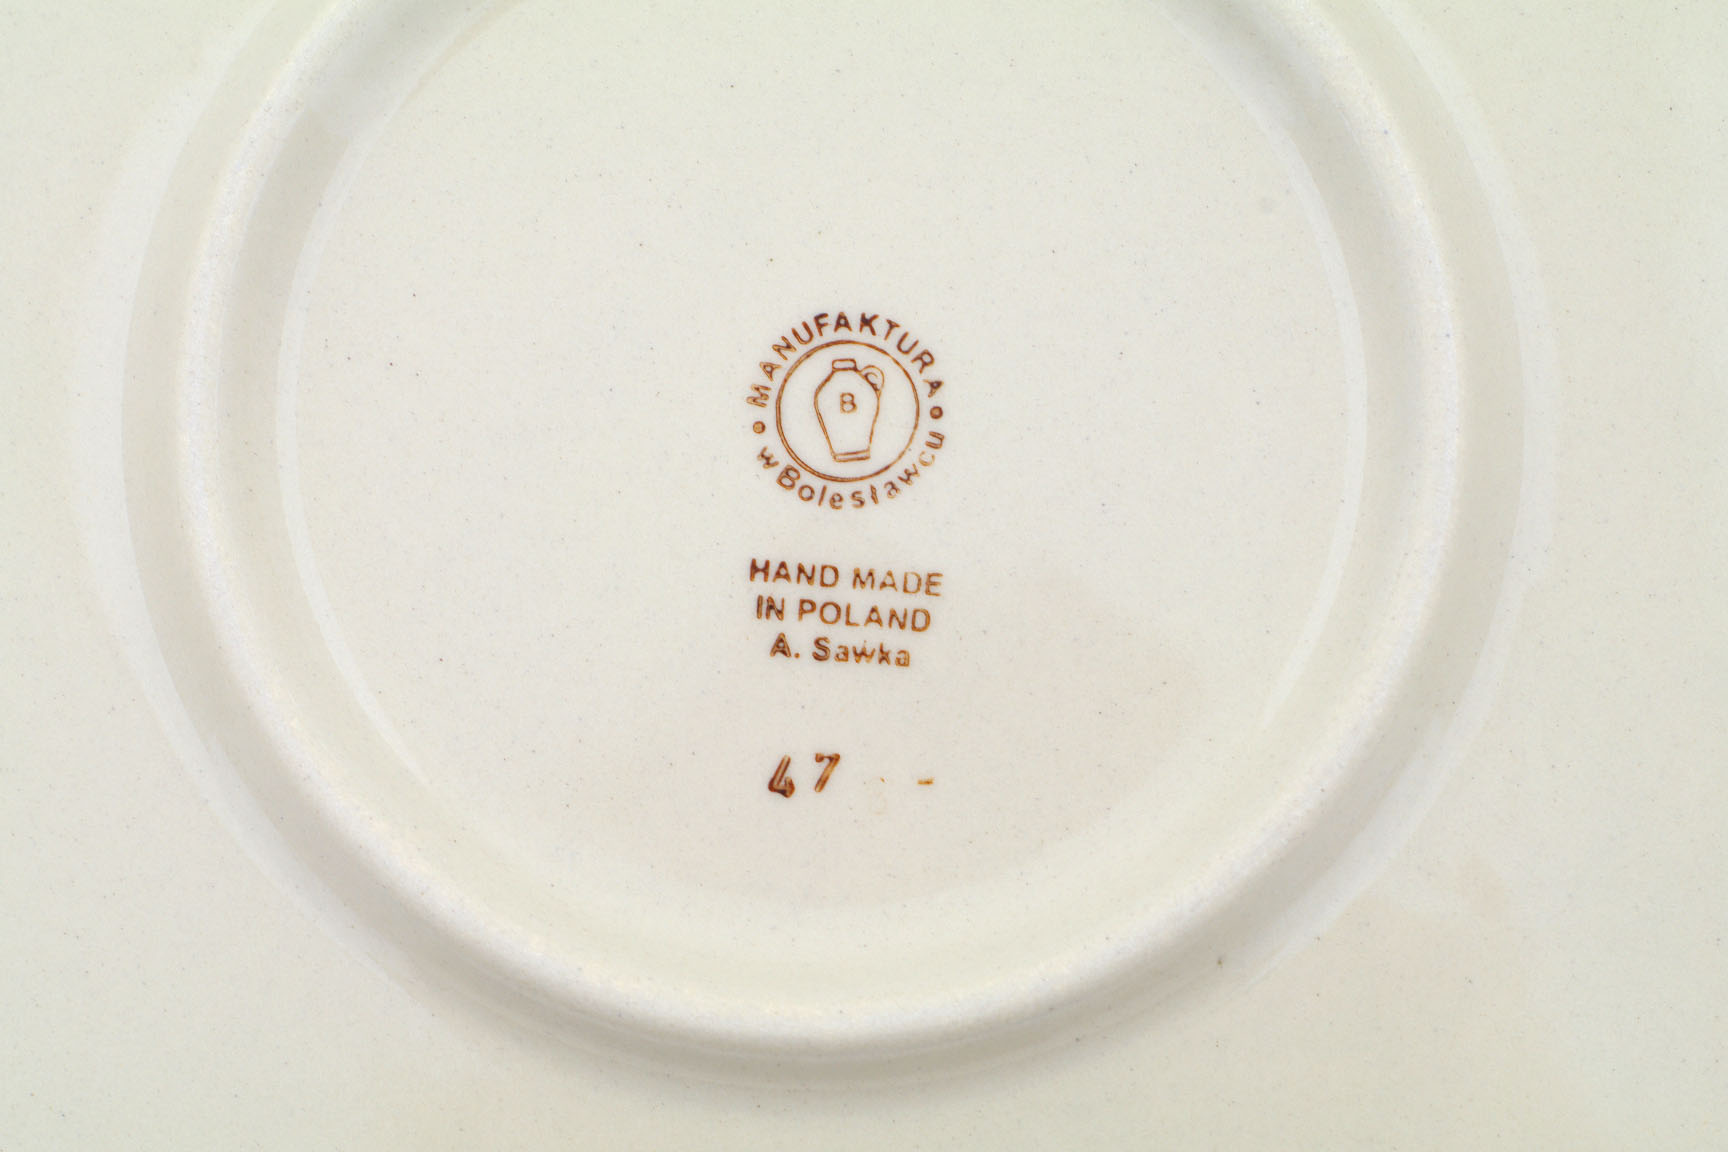 MANUFAKTURA
B
w Bolesławcu
HAND MADE
IN POLAND
A. Sawka
47 -